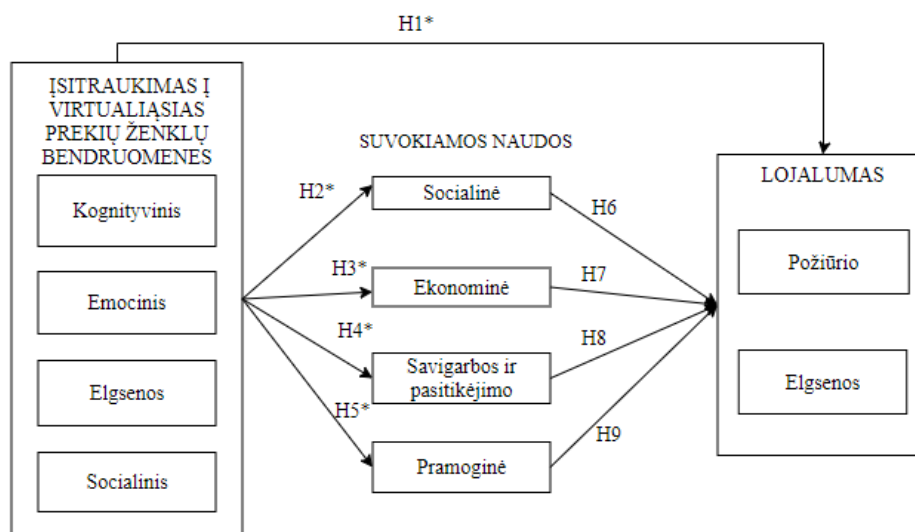 H1*
ĮSITRAUKIMAS Į
VIRTUALIĄSIAS
PREKIŲ ŽENKLŲ
BENDRUOMENES
Kognityvinis
Emocinis
Elgsenos
Socialinis
SUVOKIAMOS NAUDOS
H2*
Socialinė
H6
H3*
Ekonominė
H7
H4*
Savigarbos ir
pasitikėjimo
H8
H5*
Pramoginė
H9
LOJALUMAS
Požiūrio
Elgsenos